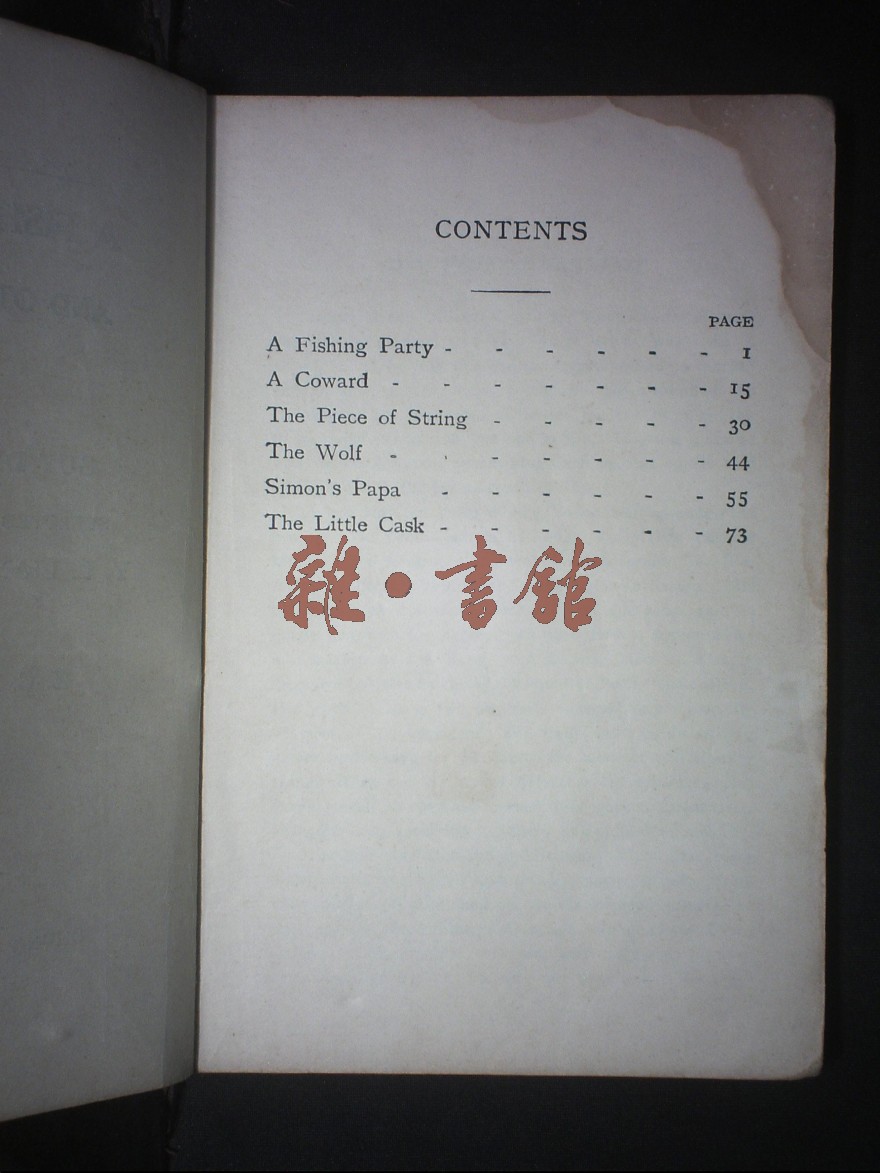 CONTENTS
PAGE
A Fishing Party - - - - - - 1
A Coward - - - - - - - 15
The Piece of String - - - - - 30
The Wolf - - - - - - - 44
Simon's Papa - - - - - - 55
The Little Cask - - - - - - 73
雜•書館